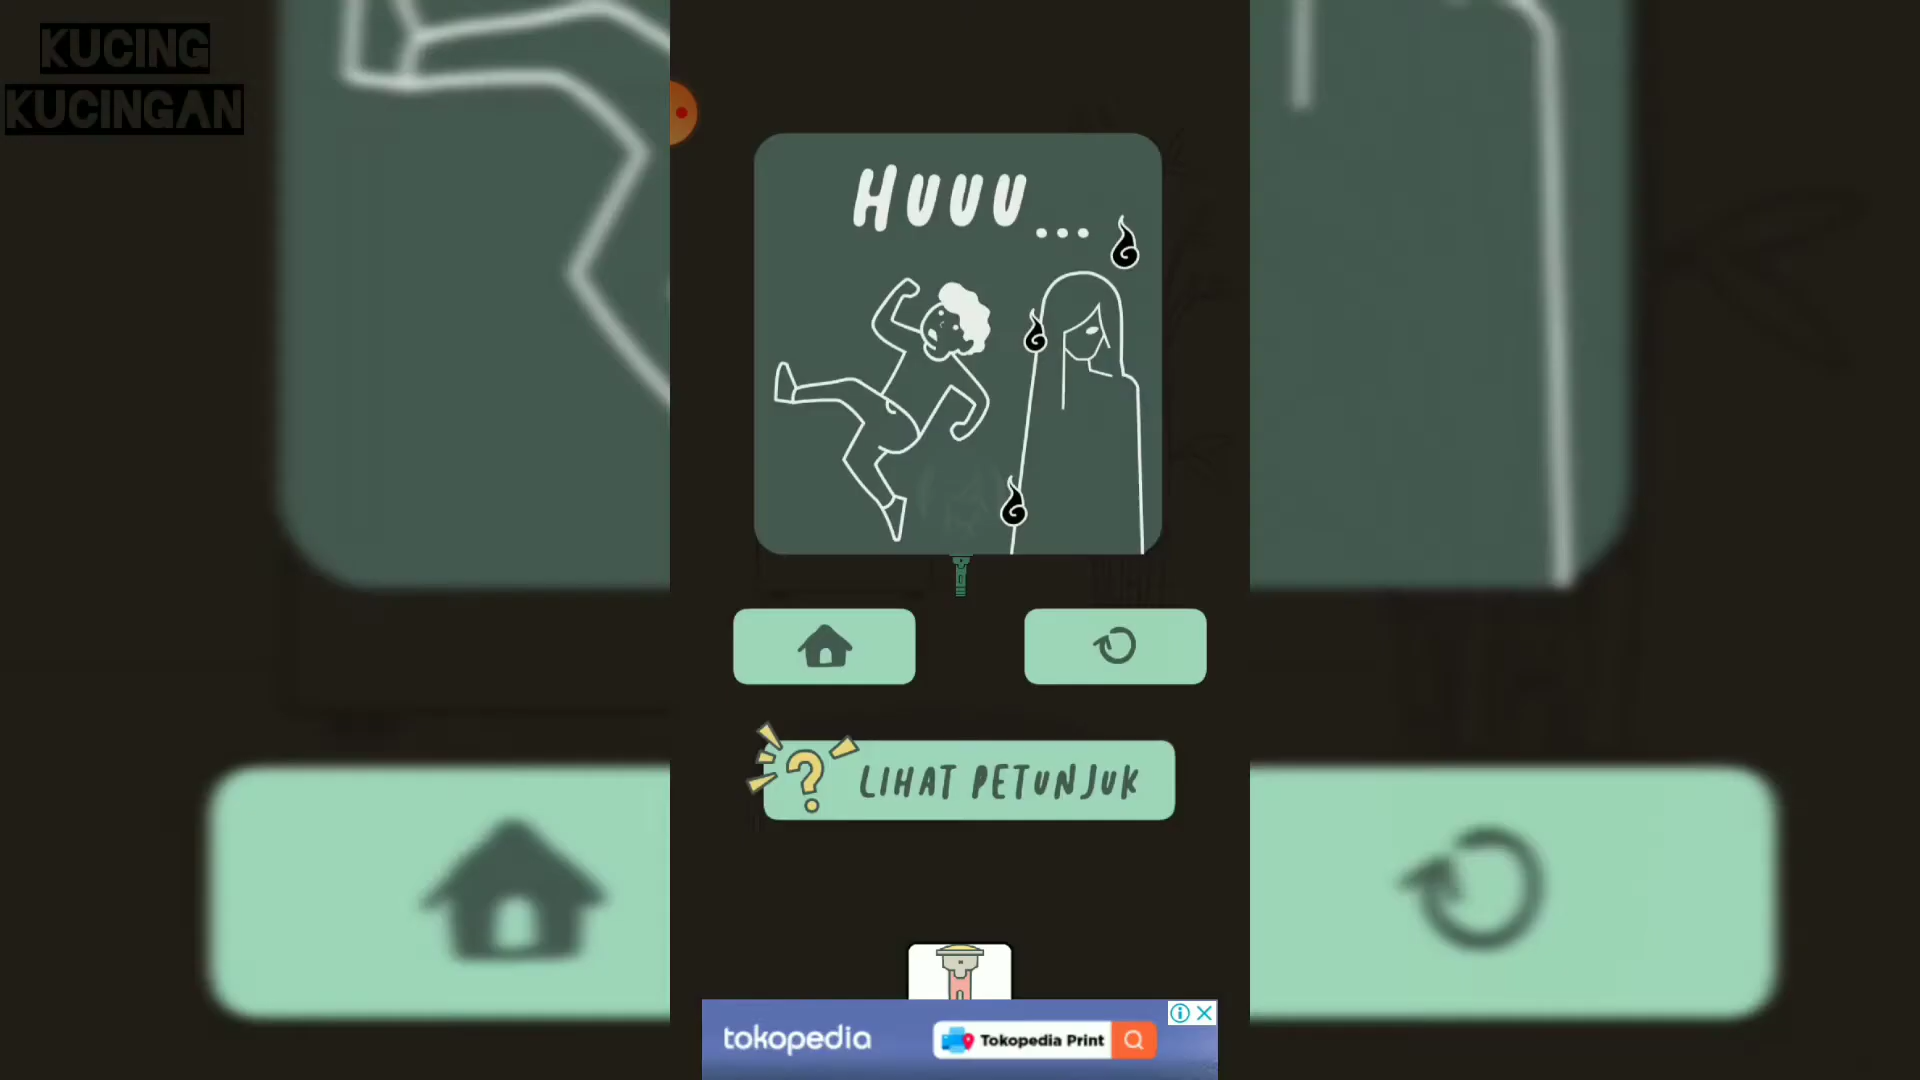 KUCING
KUCINGAN
HUUU...
?
LIHAT PETUNJUK
tokopedia
Tokopedia Print